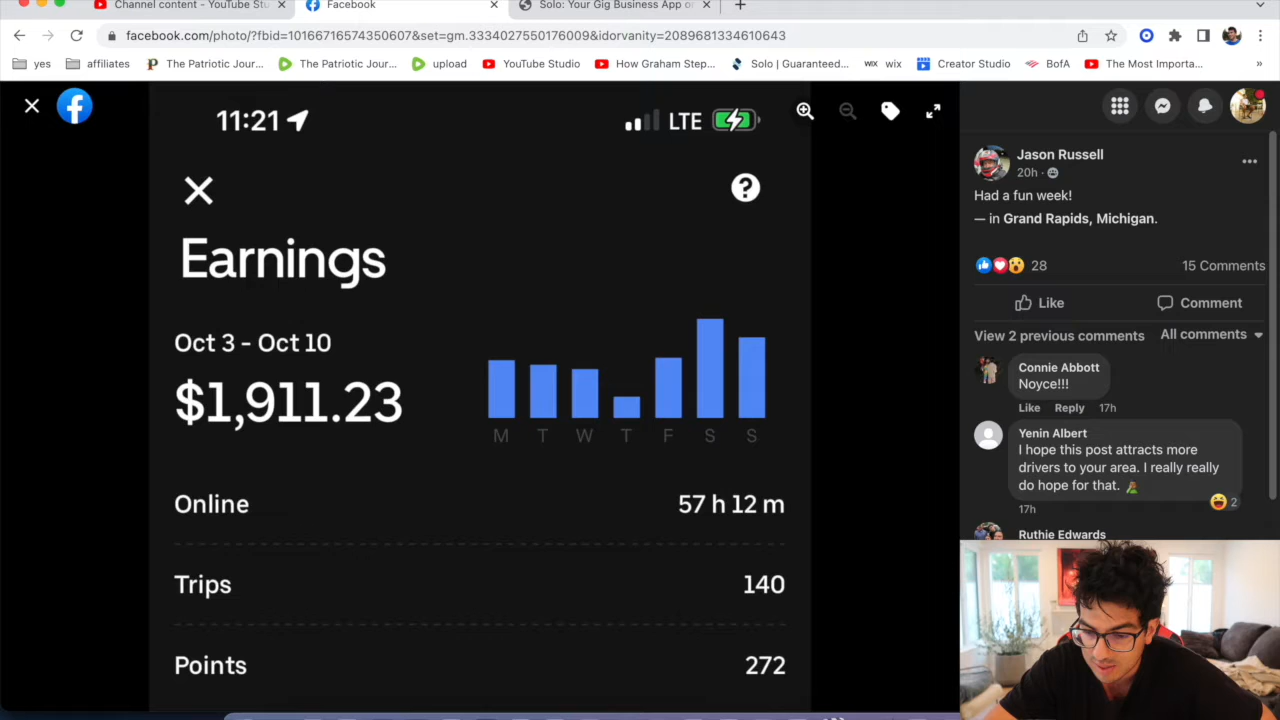 Channel content - YouTube Stu
Facebook
Solo: Your Gig Business App or
facebook.com/photo/?fbid=10166716574350607&set=gm.3334027550176009&idorvanity=2089681334610643
yes
affiliates
The Patriotic Jour...
The Patriotic Jour...
upload
YouTube Studio
How Graham Step...
Solo | Guaranteed...
WIX wix
Creator Studio
BofA
The Most Importa...
»
11:21
LTE
?
Earnings
Oct 3 - Oct 10
$1,911.23
M T W T F S S
Online 57 h 12 m
Trips 140
Points 272
Jason Russell
20h ·
Had a fun week!
— in Grand Rapids, Michigan.
28 15 Comments
Like Comment
View 2 previous comments All comments
Connie Abbott
Noyce!!!
Like Reply 17h
Yenin Albert
I hope this post attracts more
drivers to your area. I really really
do hope for that.
2
17h
Ruthie Edwards